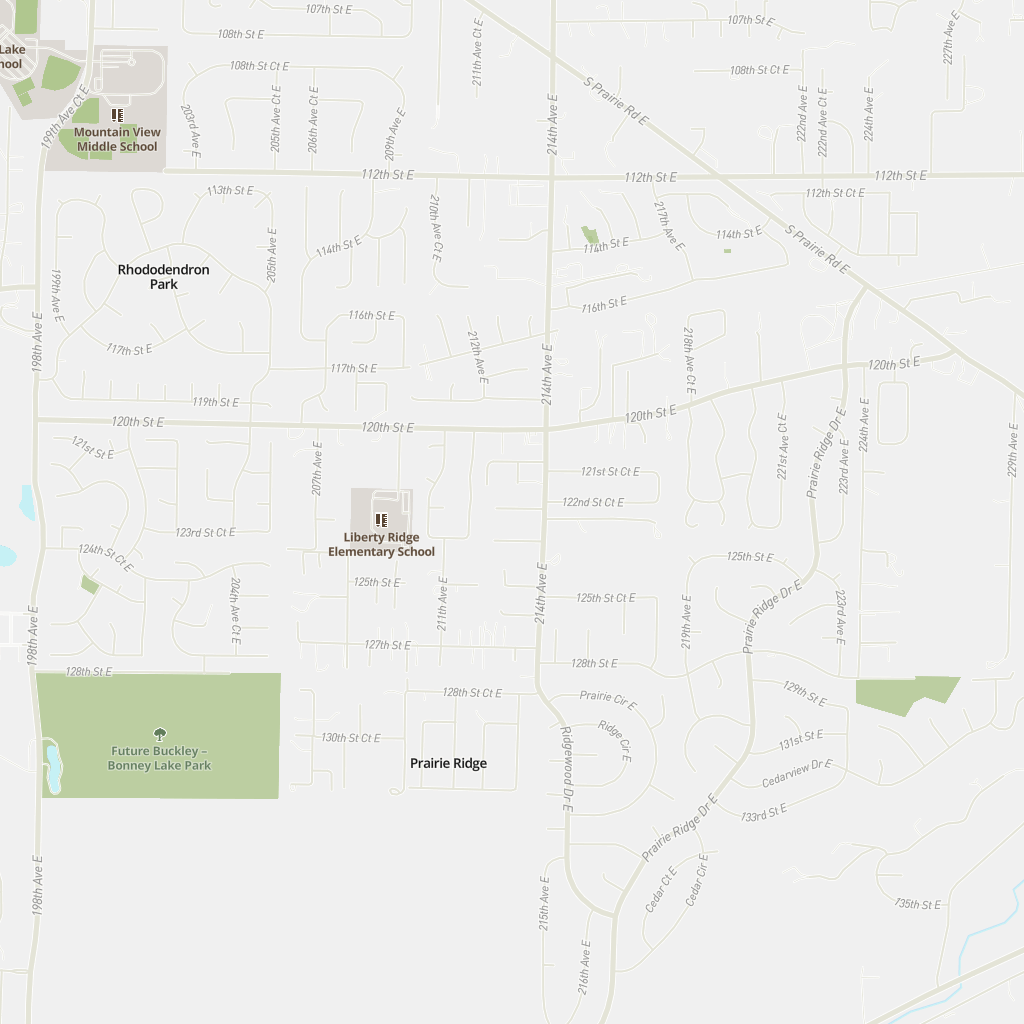 107th St E
107th St E
108th St E
211th Ave Ct E
227th Ave E
Lake
108th St Ct E
108th St Ct E
S Prairie Rd E
199th Ave Ct E
203rd Ave E
205th Ave Ct E
206th Ave Ct E
209th Ave E
214th Ave E
222nd Ave E
222nd Ave Ct E
224th Ave E
Mountain View
Middle School
112th St E
112th St E
112th St E
113th St E
112th St Ct E
210th Ave Ct E
217th Ave E
114th St E
114th St E
114th St E
S Prairie Rd E
205th Ave E
Rhododendron
Park
199th Ave E
116th St E
116th St E
198th Ave E
117th St E
212th Ave E
214th Ave E
218th Ave Ct E
117th St E
120th St E
119th St E
120th St E
120th St E
120th St E
221st Ave Ct E
Prairie Ridge Dr E
223rd Ave E
224th Ave E
229th Ave E
121st St E
207th Ave E
121st St Ct E
122nd St Ct E
123rd St Ct E
Liberty Ridge
Elementary School
124th St Ct E
125th St E
125th St E
204th Ave Ct E
211th Ave E
214th Ave E
125th St Ct E
219th Ave E
Prairie Ridge Dr E
223rd Ave E
198th Ave E
127th St E
128th St E
128th St E
128th St Ct E
Prairie Cir E
129th St E
130th St Ct E
Ridge Cir E
131st St E
Future Buckley –
Bonney Lake Park
Prairie Ridge
Ridgewood Dr E
Cedarview Dr E
133rd St E
Prairie Ridge Dr E
198th Ave E
215th Ave E
Cedar Ct E
Cedar Cir E
135th St E
216th Ave E